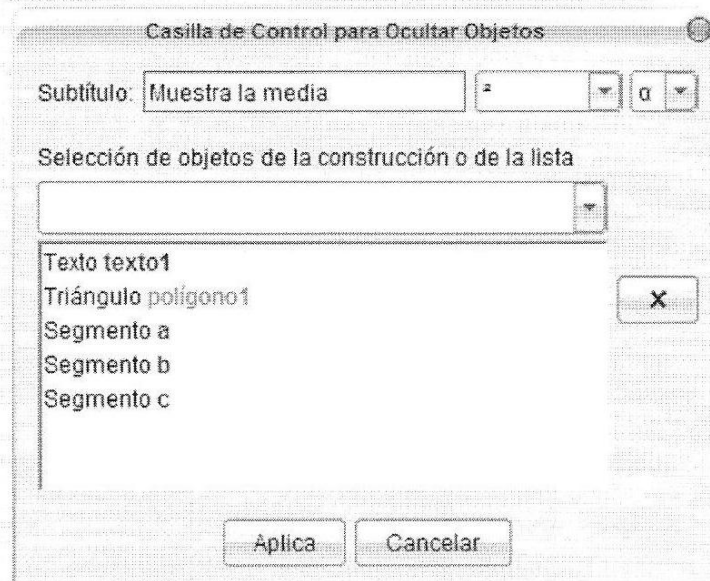 Casilla de Control para Ocultar Objetos
Subtítulo: Muestra la media ² α
Selección de objetos de la construcción o de la lista
Texto texto1
Triángulo polígono1
Segmento a
Segmento b
Segmento c
x
Aplica Cancelar